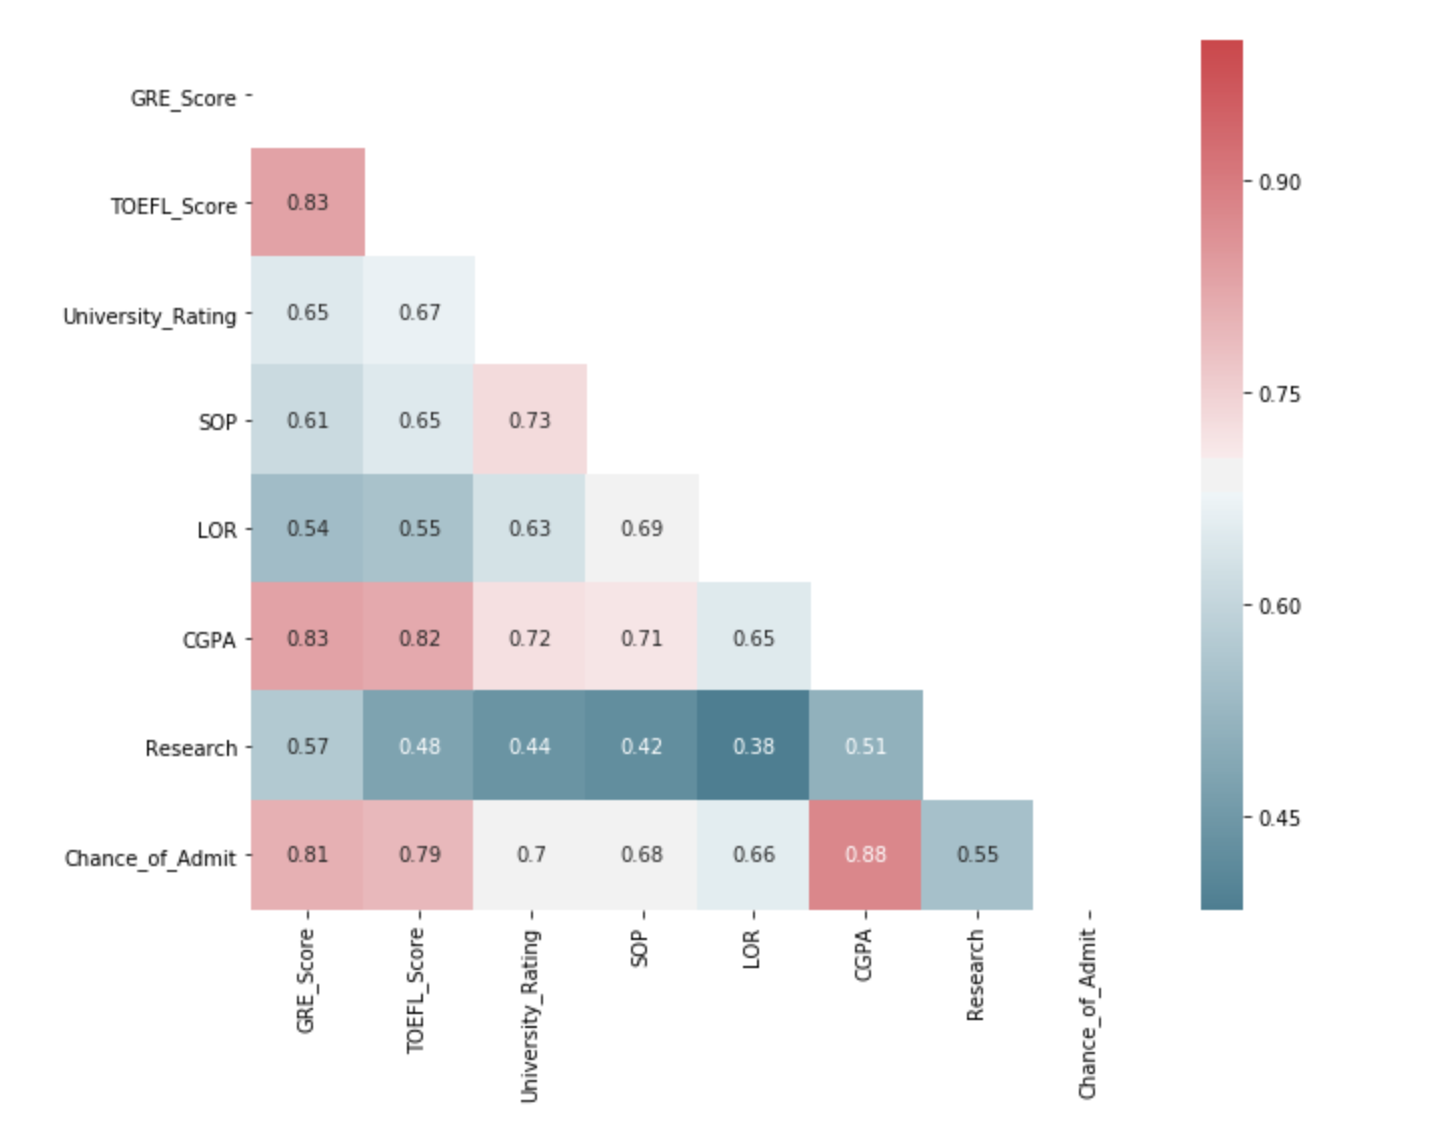 GRE_Score
TOEFL_Score 0.83
University_Rating 0.65 0.67
SOP 0.61 0.65 0.73
LOR 0.54 0.55 0.63 0.69
CGPA 0.83 0.82 0.72 0.71 0.65
Research 0.57 0.48 0.44 0.42 0.38 0.51
Chance_of_Admit 0.81 0.79 0.7 0.68 0.66 0.88 0.55
GRE_Score TOEFL_Score University_Rating SOP LOR CGPA Research Chance_of_Admit
0.90
0.75
0.60
0.45